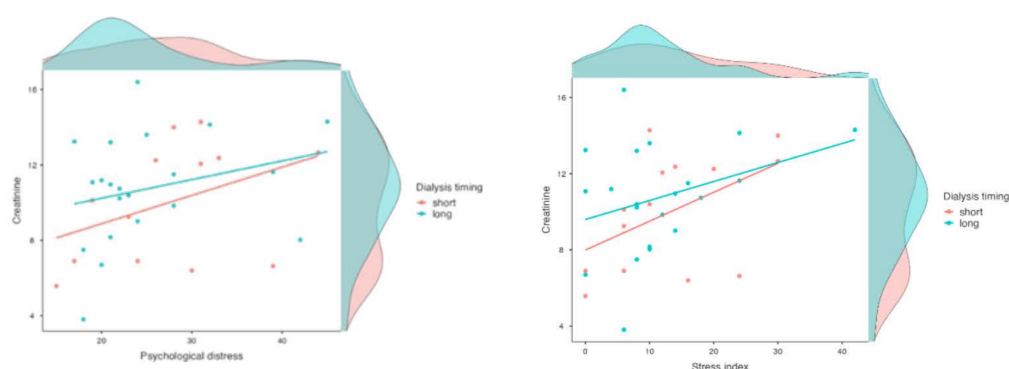 Creatinine
16
12
8
4
20
40
Psychological distress
Dialysis timing
short
long
Creatinine
16
12
8
4
0
10
20
30
40
Stress index
Dialysis timing
short
long